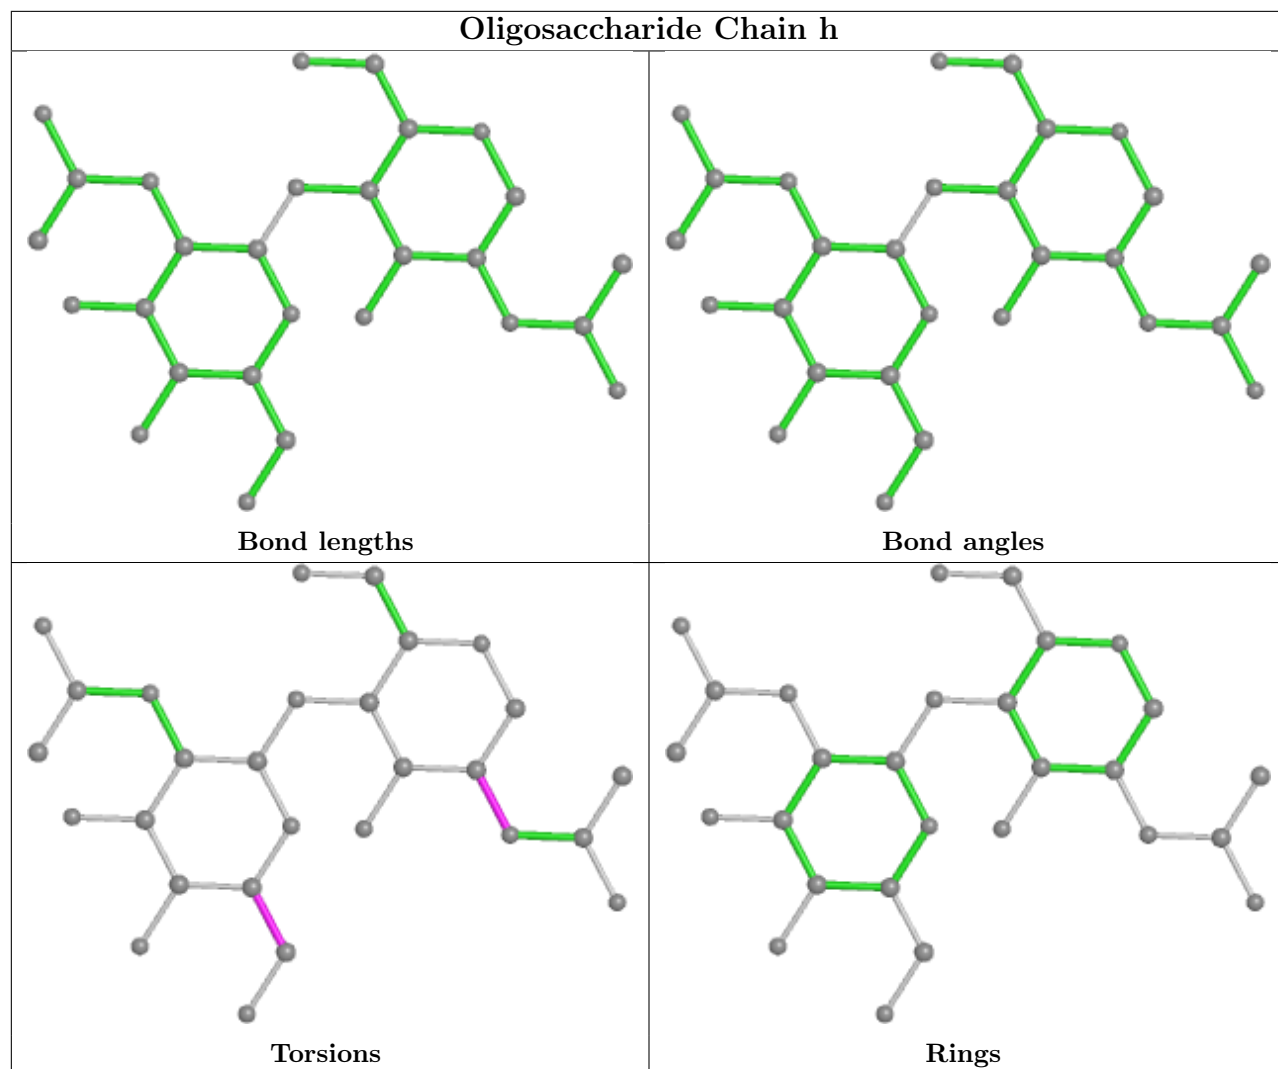 Oligosaccharide Chain h
Bond lengths
Bond angles
Torsions
Rings